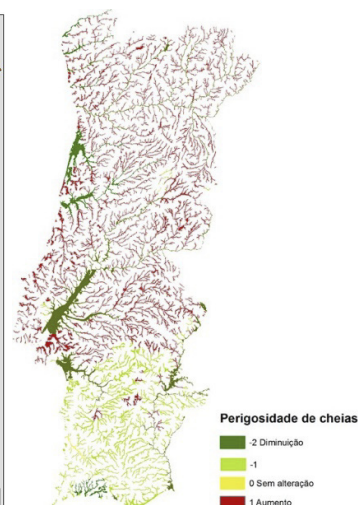 Perigosidade de cheias
-2 Diminuição
-1
0 Sem alteração
1 Aumento